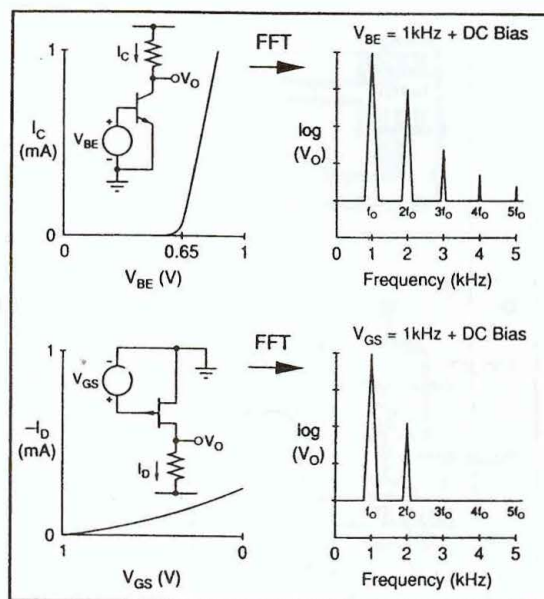 1
I_C
(mA)
0
I_C
V_O
V_BE
+
−
0
0.65
1
V_BE (V)
FFT
V_BE = 1kHz + DC Bias
log
(V_O)
f_O
2f_O
3f_O
4f_O
5f_O
0
1
2
3
4
5
Frequency (kHz)
1
−I_D
(mA)
0
−
V_GS
+
V_O
I_D
1
0
V_GS (V)
FFT
V_GS = 1kHz + DC Bias
log
(V_O)
f_O
2f_O
3f_O
4f_O
5f_O
0
1
2
3
4
5
Frequency (kHz)